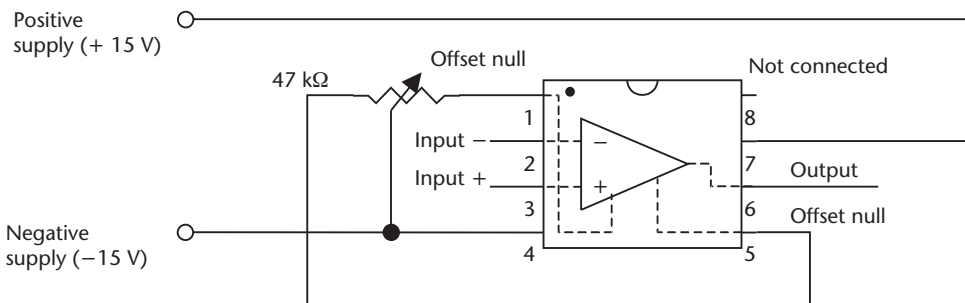 Positive
supply (+ 15 V)
47 kΩ
Offset null
Not connected
1
8
Input −
−
2
7
Input +
+
Output
3
6
Offset null
Negative
supply (−15 V)
4
5